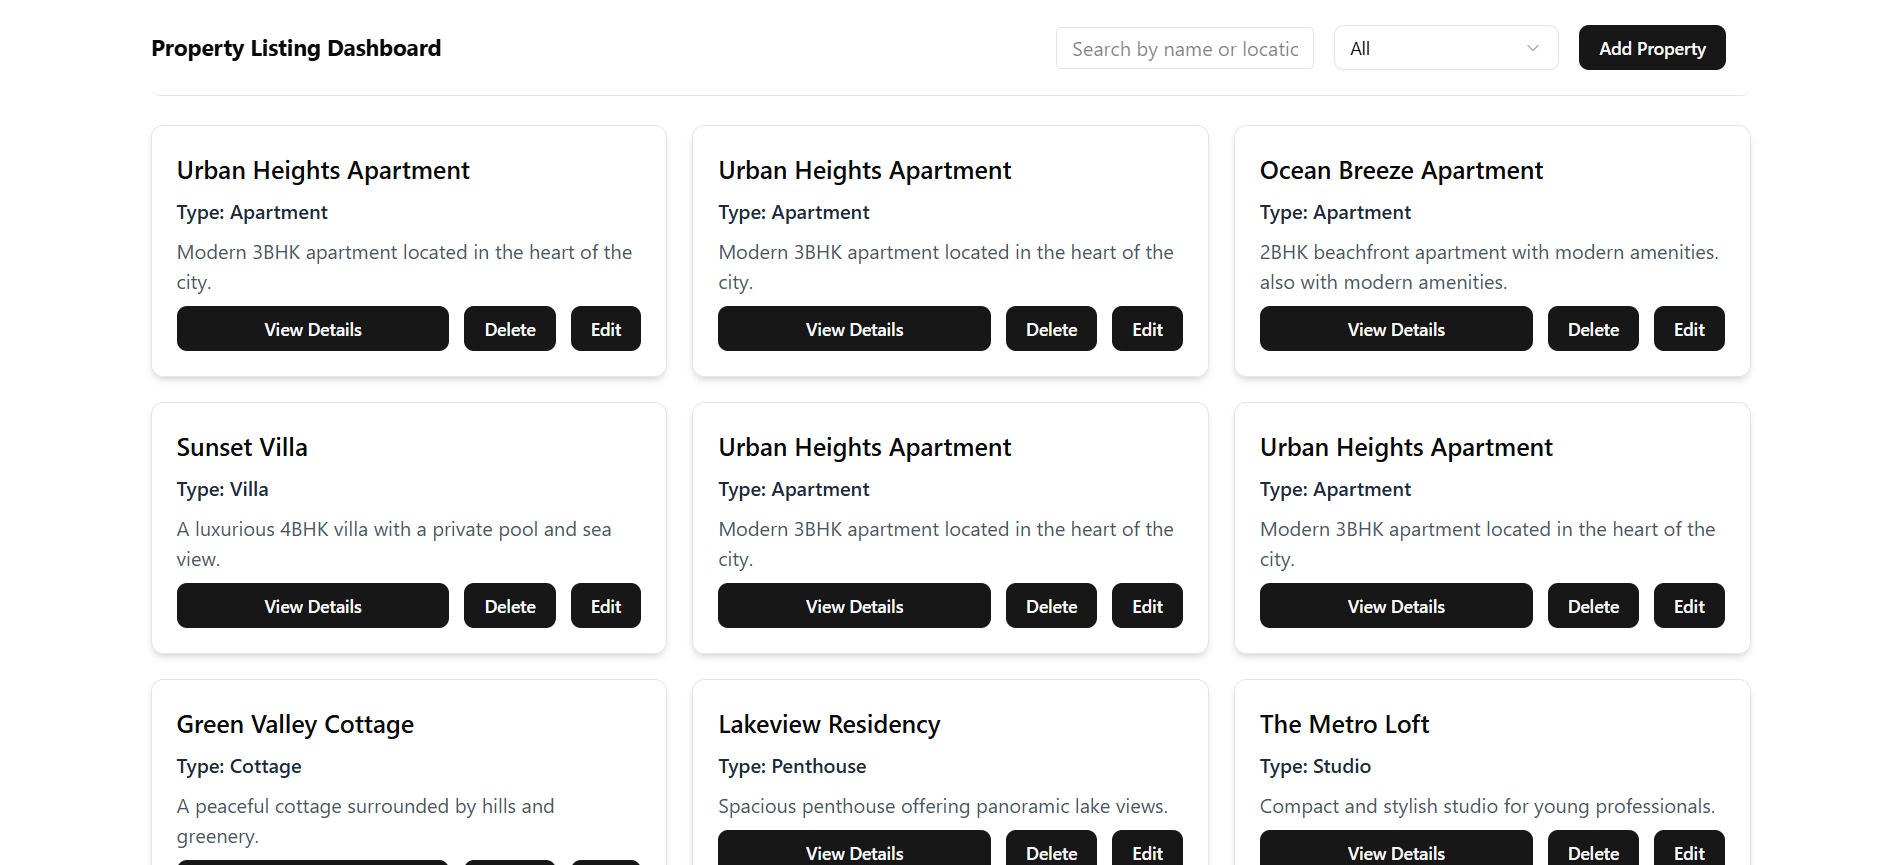 Property Listing Dashboard
Search by name or locatic
All
Add Property
Urban Heights Apartment
Type: Apartment
Modern 3BHK apartment located in the heart of the
city.
View Details
Delete
Edit
Urban Heights Apartment
Type: Apartment
Modern 3BHK apartment located in the heart of the
city.
View Details
Delete
Edit
Ocean Breeze Apartment
Type: Apartment
2BHK beachfront apartment with modern amenities.
also with modern amenities.
View Details
Delete
Edit
Sunset Villa
Type: Villa
A luxurious 4BHK villa with a private pool and sea
view.
View Details
Delete
Edit
Urban Heights Apartment
Type: Apartment
Modern 3BHK apartment located in the heart of the
city.
View Details
Delete
Edit
Urban Heights Apartment
Type: Apartment
Modern 3BHK apartment located in the heart of the
city.
View Details
Delete
Edit
Green Valley Cottage
Type: Cottage
A peaceful cottage surrounded by hills and
greenery.
Lakeview Residency
Type: Penthouse
Spacious penthouse offering panoramic lake views.
View Details
Delete
Edit
The Metro Loft
Type: Studio
Compact and stylish studio for young professionals.
View Details
Delete
Edit